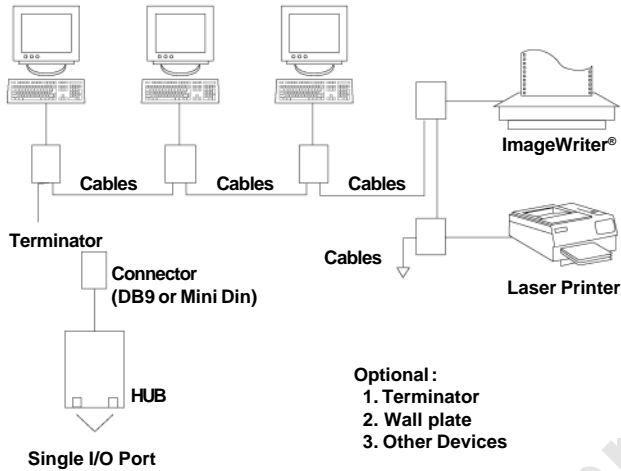 ImageWriter®
Cables Cables Cables
Terminator
Cables
Connector
(DB9 or Mini Din)
Laser Printer
HUB
Optional :
1. Terminator
2. Wall plate
3. Other Devices
Single I/O Port